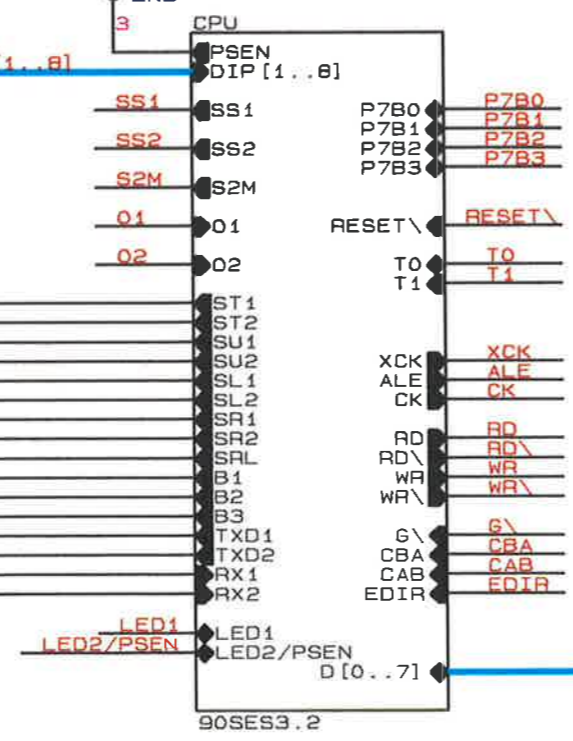 3
CPU
PSEN
[1..8]
DIP[1..8]
SS1
SS1
P7B0
P7B0
P7B1
P7B1
SS2
SS2
P7B2
P7B2
P7B3
P7B3
S2M
S2M
O1
O1
RESET\
RESET\
O2
O2
T0
T0
T1
T1
ST1
ST2
SU1
SU2
XCK
XCK
SL1
ALE
ALE
SL2
CK
CK
SR1
SR2
RD
RD
SRL
RD\
RD\
B1
WR
WR
B2
WR\
WR\
B3
TXD1
G\
G\
TXD2
CBA
CBA
RX1
CAB
CAB
RX2
EDIR
EDIR
LED1
LED1
LED2/PSEN
LED2/PSEN
D[0..7]
90SES3.2